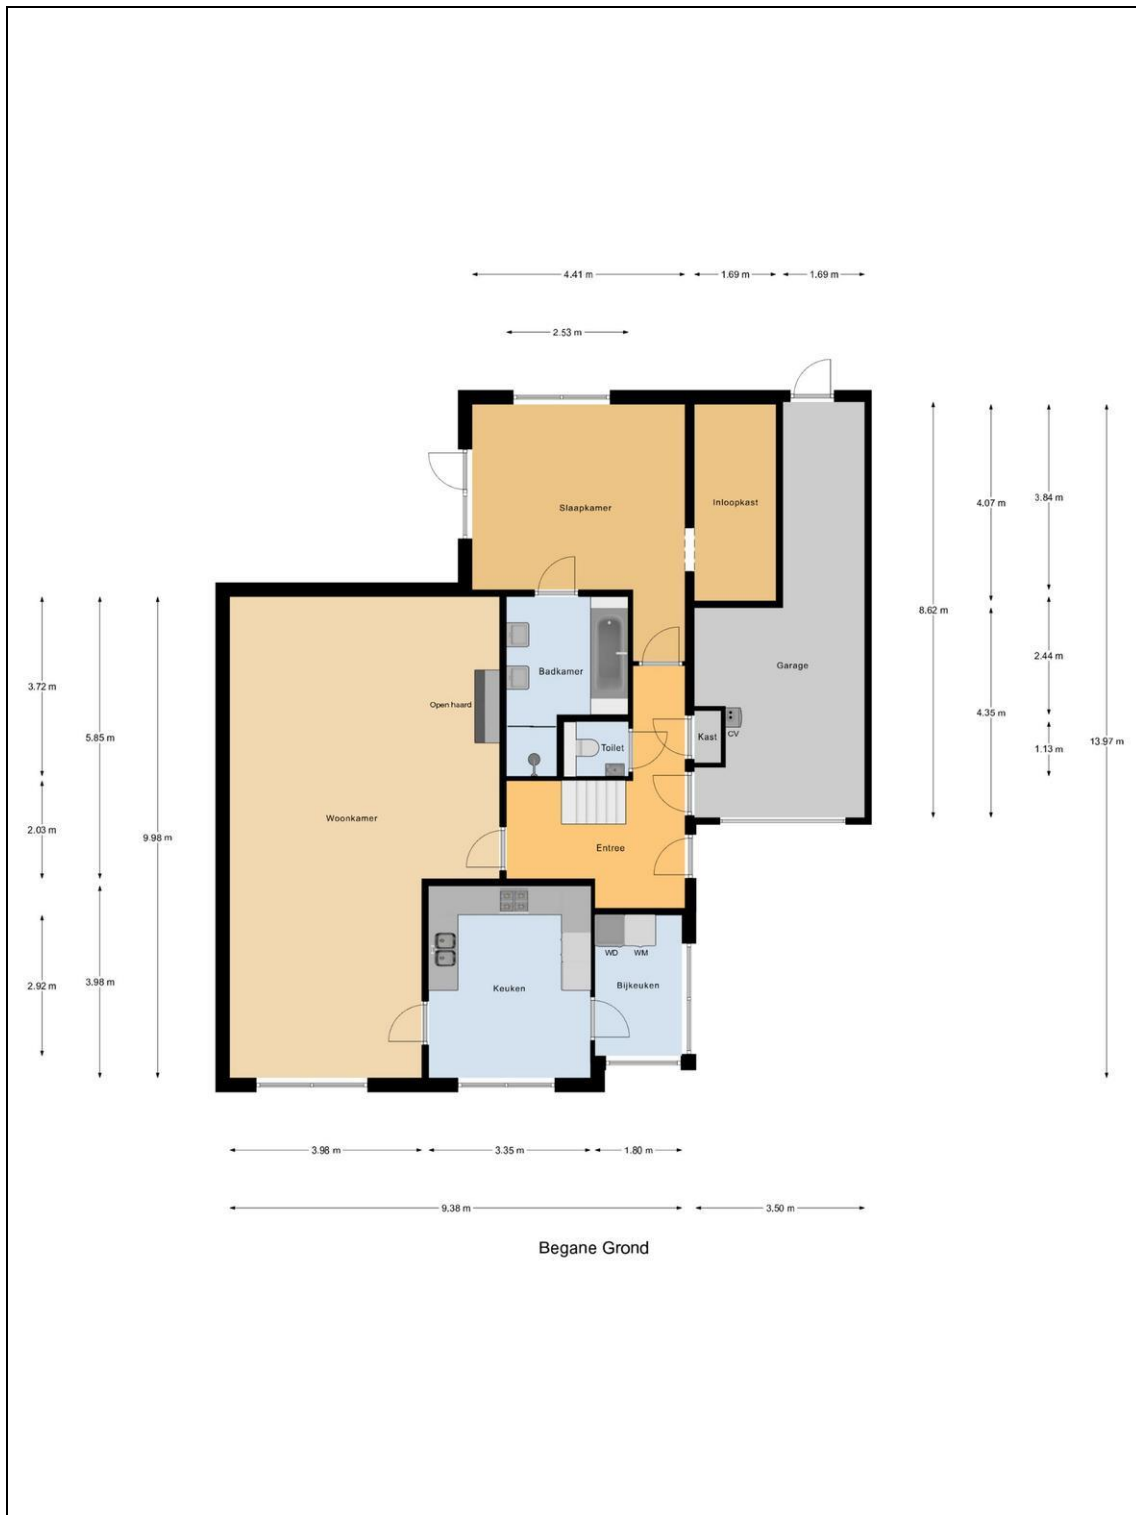 4.41 m 1.69 m 1.69 m
2.53 m
Slaapkamer
Inloopkast
4.07 m
3.84 m
8.62 m
Garage
2.44 m
Badkamer
3.72 m
Open haard
4.35 m
Kast
CV
5.85 m
Toilet
1.13 m
13.97 m
Woonkamer
2.03 m
9.98 m
Entree
WD WM
2.92 m
3.98 m
Keuken
Bijkeuken
3.98 m 3.35 m 1.80 m
9.38 m 3.50 m
Begane Grond